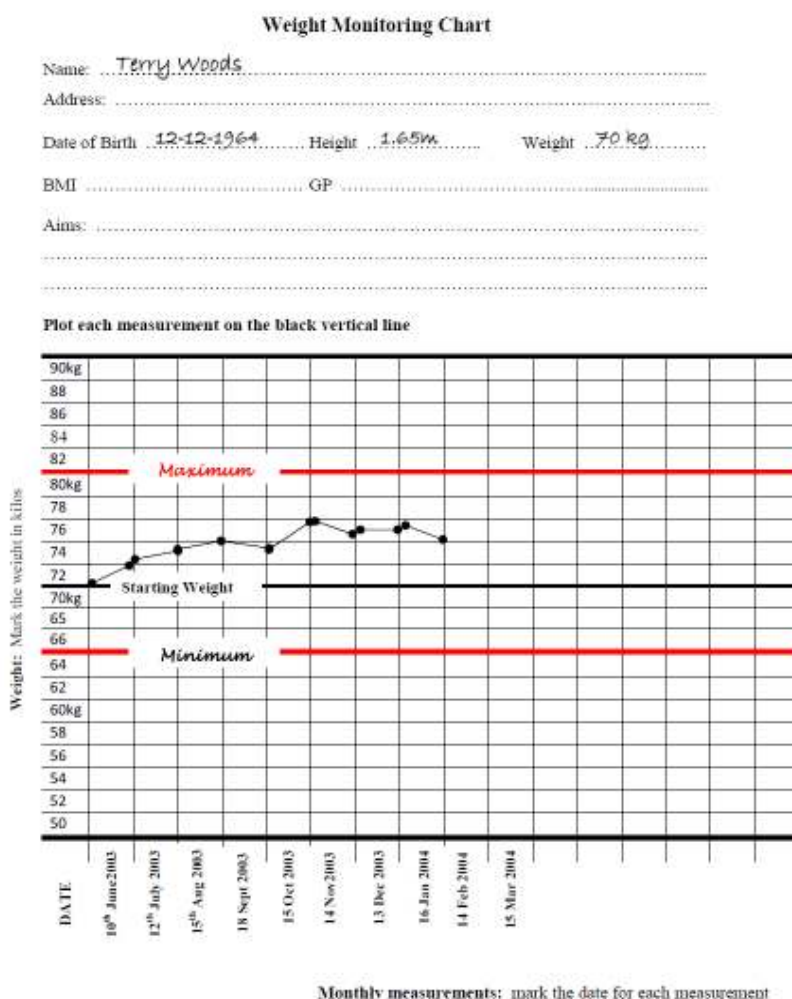 Weight Monitoring Chart
Name: Terry Woods
Address:
Date of Birth 12-12-1964 Height 1.65m Weight 70 kg
BMI GP
Aims:
Plot each measurement on the black vertical line
90kg
88
86
84
82
Maximum
80kg
78
76
74
72
Starting Weight
70kg
65
66
Minimum
64
62
60kg
58
56
54
52
50
Weight: Mark the weight in kilos
DATE
10th June2003
12th July 2003
15th Aug 2003
18 Sept 2003
15 Oct 2003
14 Nov2003
13 Dec 2003
16 Jan 2004
14 Feb 2004
15 Mar 2004
Monthly measurements: mark the date for each measurement